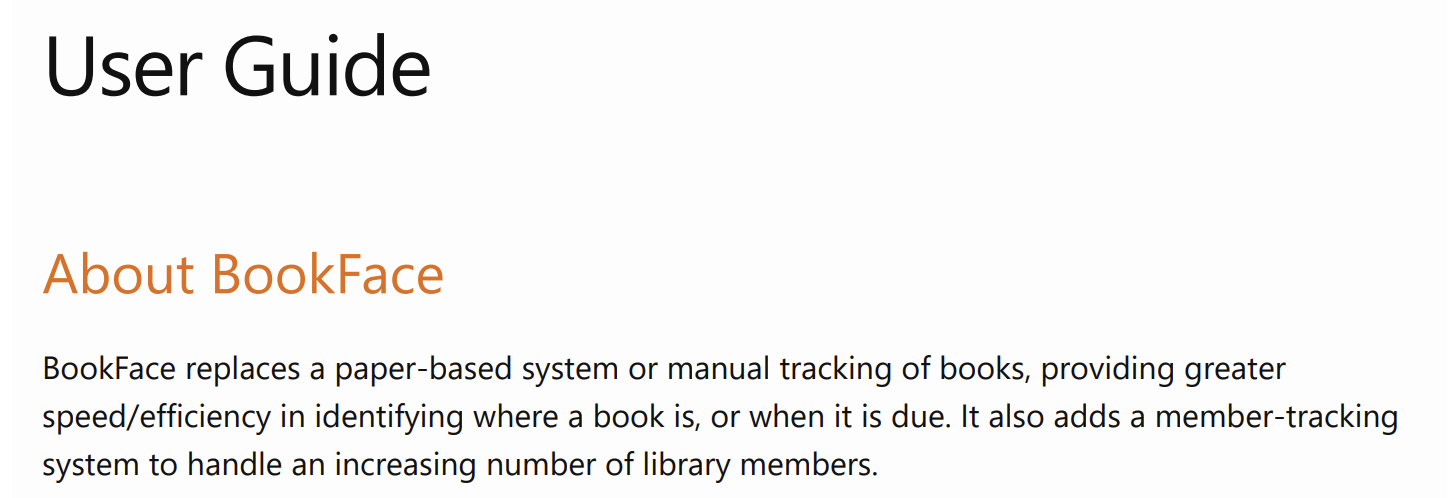 User Guide
About BookFace
BookFace replaces a paper-based system or manual tracking of books, providing greater
speed/efficiency in identifying where a book is, or when it is due. It also adds a member-tracking
system to handle an increasing number of library members.